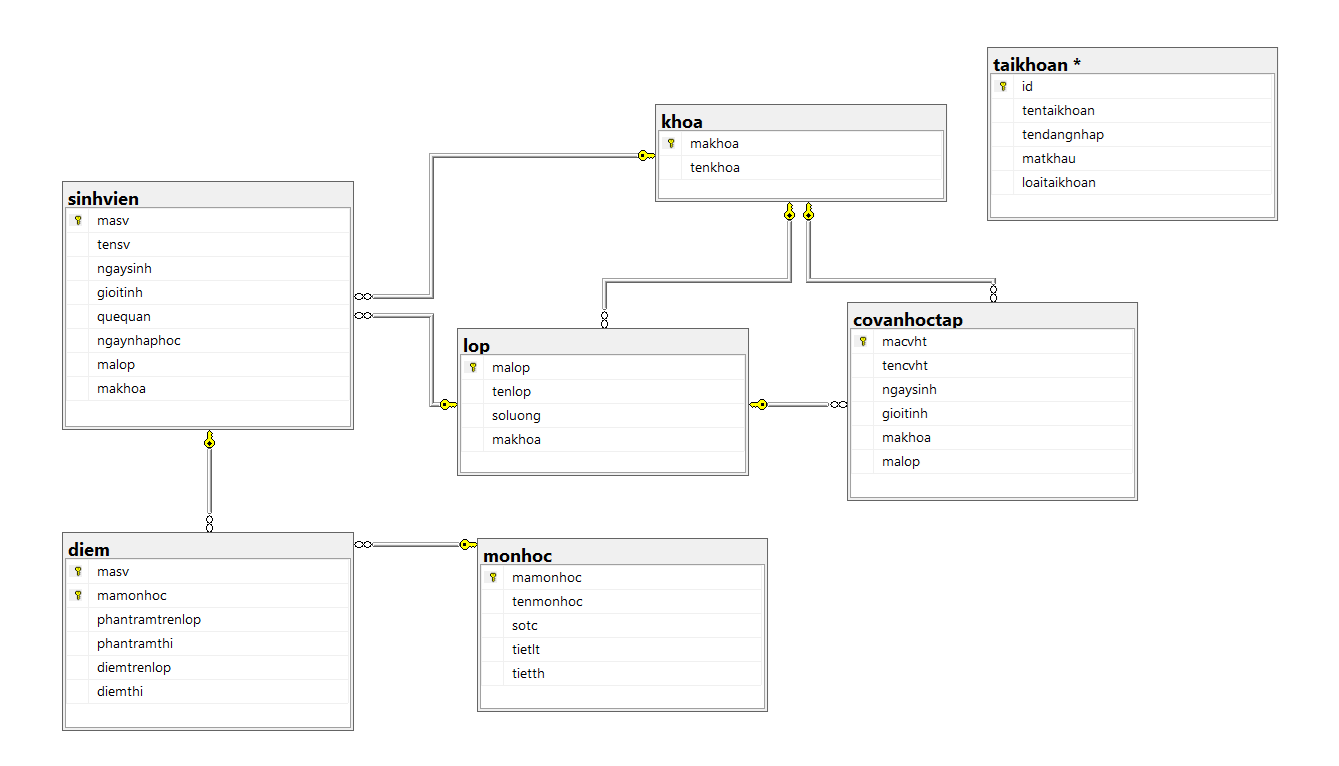 taikhoan *
id
tentaikhoan
tendangnhap
matkhau
loaitaikhoan
khoa
makhoa
tenkhoa
sinhvien
masv
tensv
ngaysinh
gioitinh
quequan
ngaynhaphoc
malop
makhoa
lop
malop
tenlop
soluong
makhoa
covanhoctap
macvht
tencvht
ngaysinh
gioitinh
makhoa
malop
diem
masv
mamonhoc
phantramtrenlop
phantramthi
diemtrenlop
diemthi
monhoc
mamonhoc
tenmonhoc
sotc
tietlt
tietth